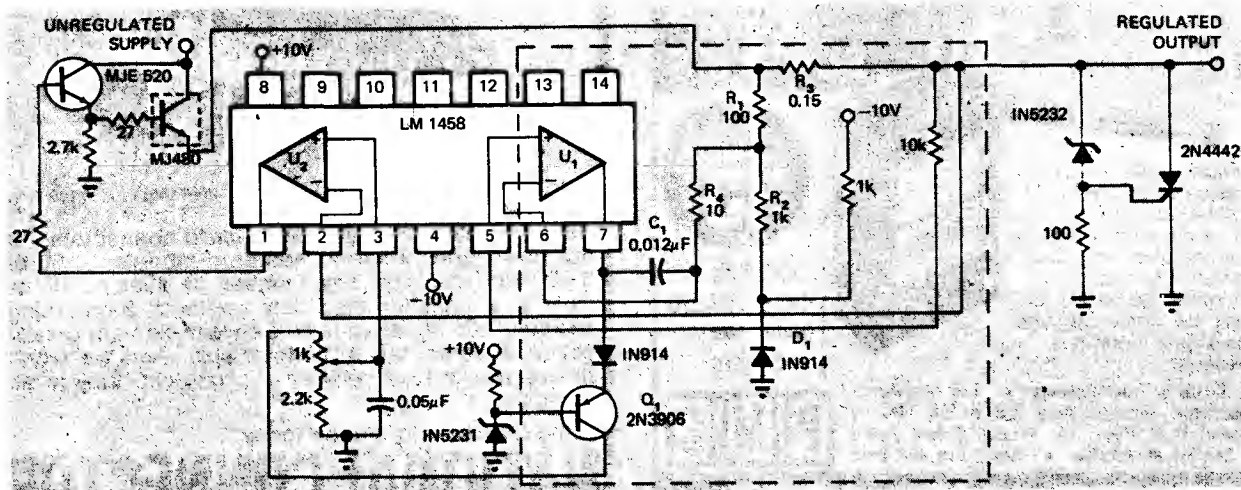 UNREGULATED
SUPPLY
REGULATED
OUTPUT
MJE 520
+10V
8
9
10
11
12
13
14
LM 1458
27
MJ480
2.7k
27
U2
+
−
U1
+
−
1
2
3
4
5
6
7
−10V
R3
0.15
R1
100
R4
10
R2
1k
C1
0.012μF
−10V
1k
10k
IN5232
2N4442
100
D1
IN914
IN914
+10V
1k
2.2k
0.05μF
IN5231
Q1
2N3906